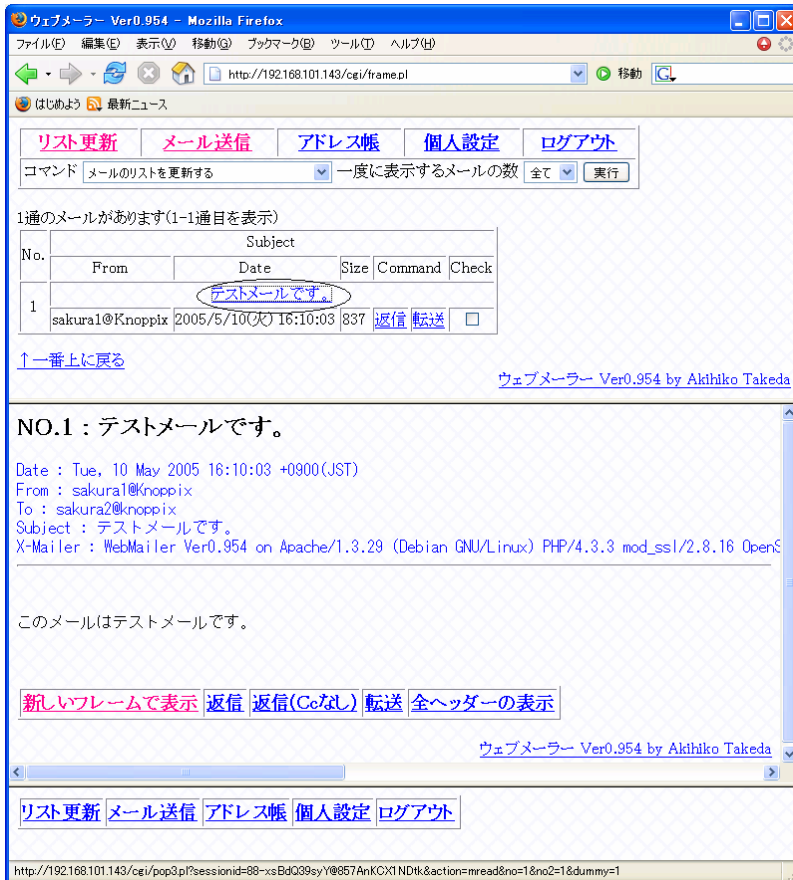 ウェブメーラー Ver0.954 - Mozilla Firefox
ファイル(F) 編集(E) 表示(V) 移動(G) ブックマーク(B) ツール(T) ヘルプ(H)
http://192.168.101.143/cgi/frame.pl 移動 G
はじめよう 最新ニュース
リスト更新 メール送信 アドレス帳 個人設定 ログアウト
コマンド メールのリストを更新する 一度に表示するメールの数 全て 実行
1通のメールがあります(1-1通目を表示)
No. Subject
From Date Size Command Check
1 テストメールです。
sakura1@Knoppix 2005/5/10(火) 16:10:03 837 返信 転送
↑一番上に戻る
ウェブメーラー Ver0.954 by Akihiko Takeda
NO.1 : テストメールです。
Date : Tue, 10 May 2005 16:10:03 +0900(JST)
From : sakura1@Knoppix
To : sakura2@knoppix
Subject : テストメールです。
X-Mailer : WebMailer Ver0.954 on Apache/1.3.29 (Debian GNU/Linux) PHP/4.3.3 mod_ssl/2.8.16 OpenS
このメールはテストメールです。
新しいフレームで表示 返信 返信(Ccなし) 転送 全ヘッダーの表示
ウェブメーラー Ver0.954 by Akihiko Takeda
リスト更新 メール送信 アドレス帳 個人設定 ログアウト
http://192.168.101.143/cgi/pop3.pl?sessionid=88-xsBdQ39syY@857AnKCX1NDtk&action=mread&no=1&no2=1&dummy=1